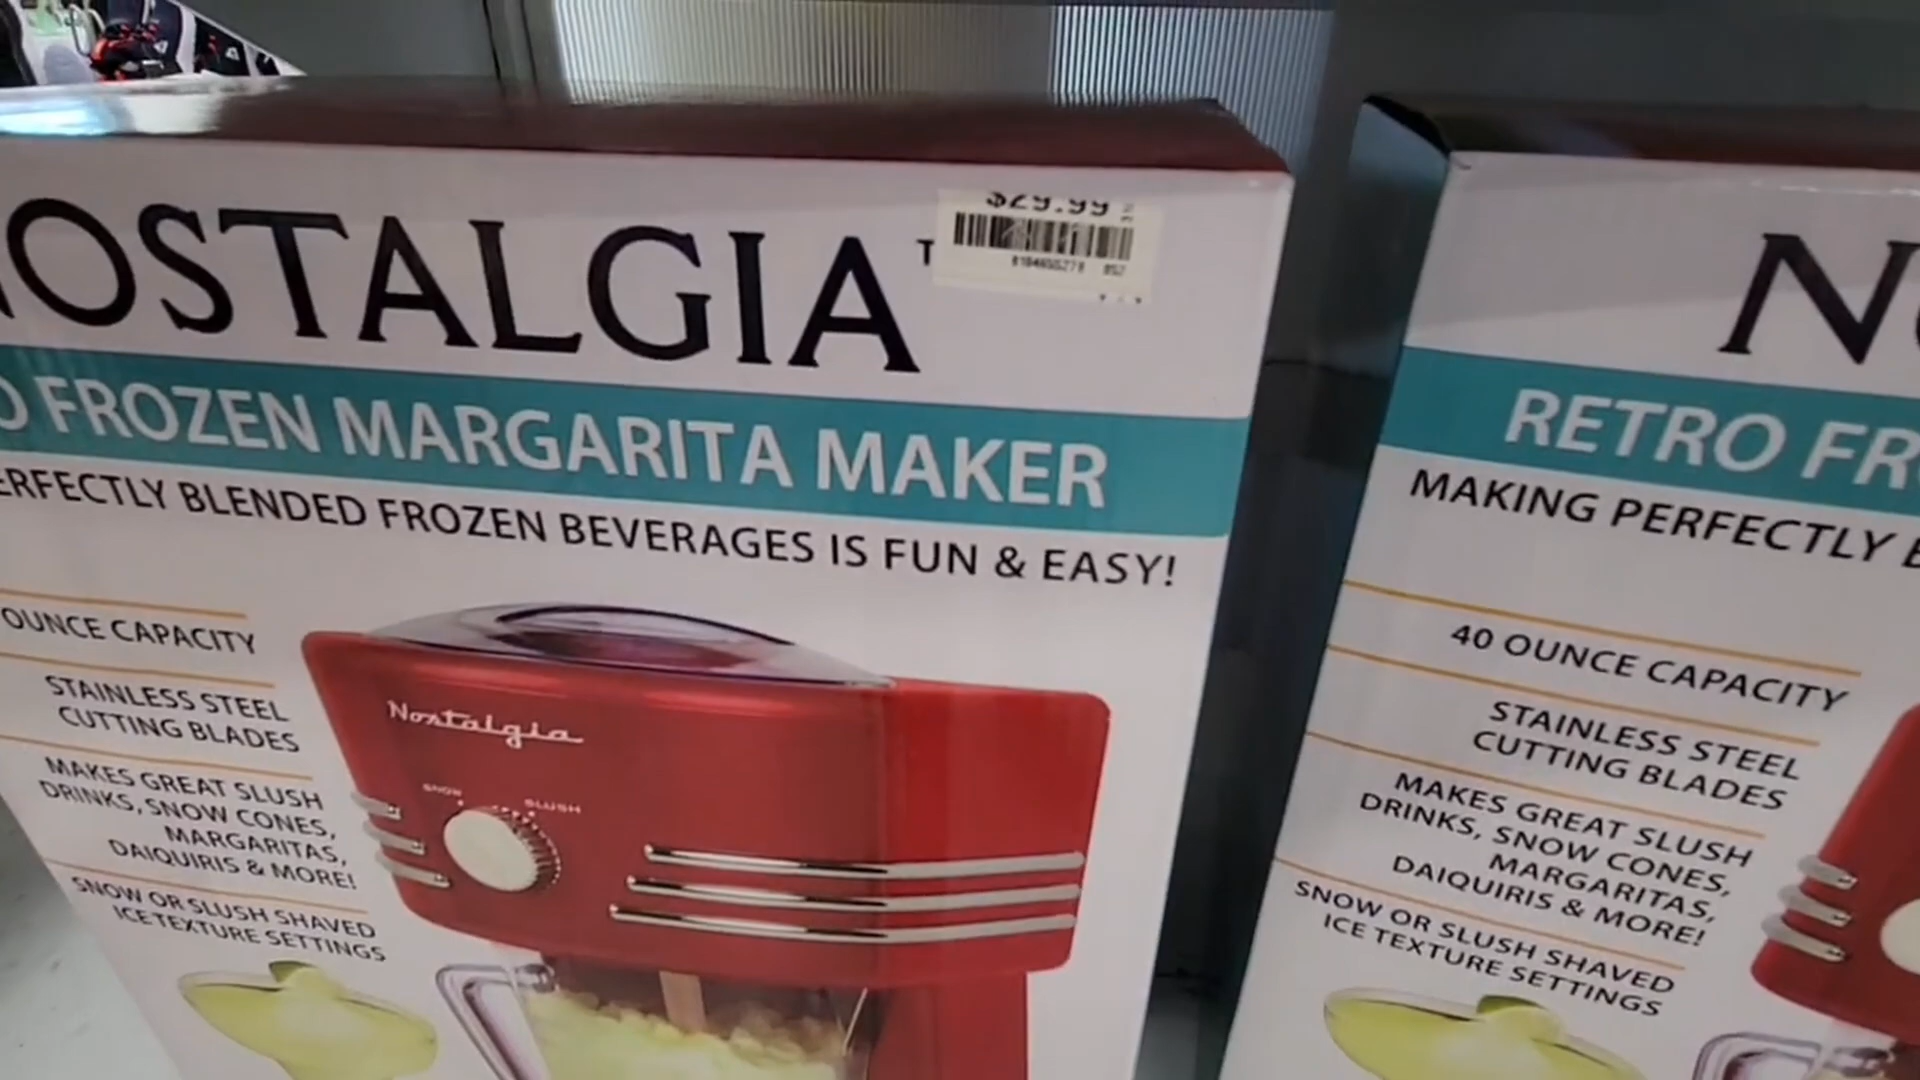 NOSTALGIA™
$29.99
O FROZEN MARGARITA MAKER
PERFECTLY BLENDED FROZEN BEVERAGES IS FUN & EASY!
OUNCE CAPACITY
STAINLESS STEEL
CUTTING BLADES
MAKES GREAT SLUSH
DRINKS, SNOW CONES,
MARGARITAS,
DAIQUIRIS & MORE!
SNOW OR SLUSH SHAVED
ICE TEXTURE SETTINGS
Nostalgia
SNOW
SLUSH
NO
RETRO FR
MAKING PERFECTLY B
40 OUNCE CAPACITY
STAINLESS STEEL
CUTTING BLADES
MAKES GREAT SLUSH
DRINKS, SNOW CONES,
MARGARITAS,
DAIQUIRIS & MORE!
SNOW OR SLUSH SHAVED
ICE TEXTURE SETTINGS